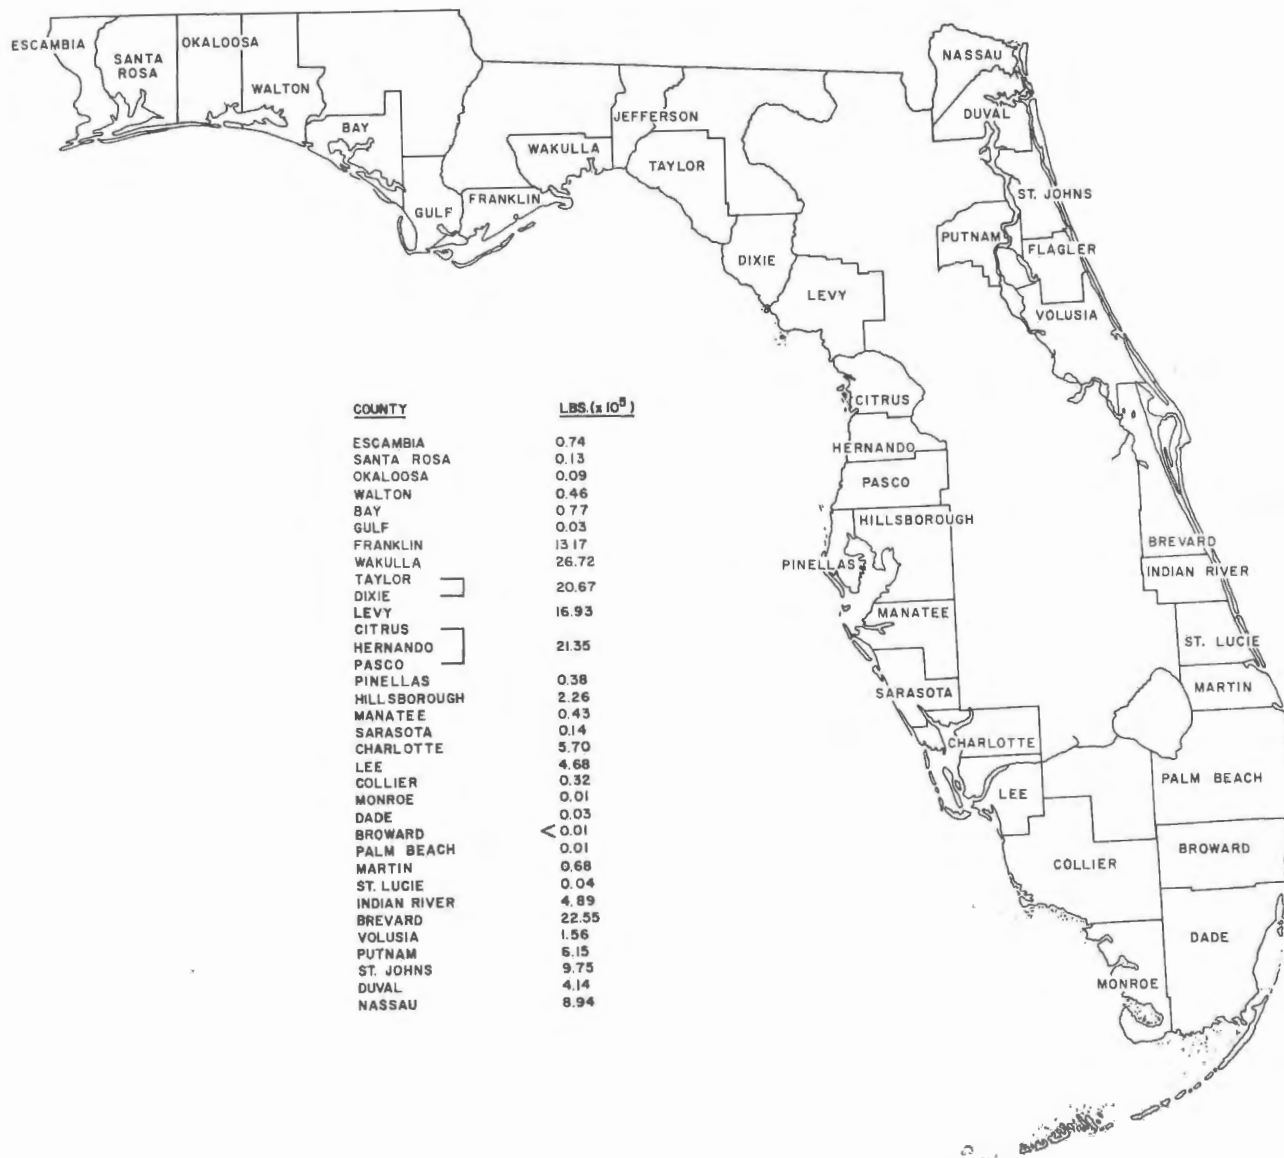 ESCAMBIA
SANTA
ROSA
OKALOOSA
WALTON
BAY
GULF
FRANKLIN
WAKULLA
JEFFERSON
TAYLOR
DIXIE
LEVY
NASSAU
DUVAL
ST. JOHNS
PUTNAM
FLAGLER
VOLUSIA
CITRUS
HERNANDO
PASCO
HILLSBOROUGH
PINELLAS
MANATEE
SARASOTA
CHARLOTTE
LEE
COLLIER
MONROE
BREVARD
INDIAN RIVER
ST. LUCIE
MARTIN
PALM BEACH
BROWARD
DADE
COUNTY LBS.(x 10⁵)
ESCAMBIA 0.74
SANTA ROSA 0.13
OKALOOSA 0.09
WALTON 0.46
BAY 0.77
GULF 0.03
FRANKLIN 13.17
WAKULLA 26.72
TAYLOR
DIXIE 20.67
LEVY 16.93
CITRUS
HERNANDO 21.35
PASCO
PINELLAS 0.38
HILLSBOROUGH 2.26
MANATEE 0.43
SARASOTA 0.14
CHARLOTTE 5.70
LEE 4.68
COLLIER 0.32
MONROE 0.01
DADE 0.03
BROWARD < 0.01
PALM BEACH 0.01
MARTIN 0.68
ST. LUCIE 0.04
INDIAN RIVER 4.89
BREVARD 22.55
VOLUSIA 1.56
PUTNAM 6.15
ST. JOHNS 9.75
DUVAL 4.14
NASSAU 8.94